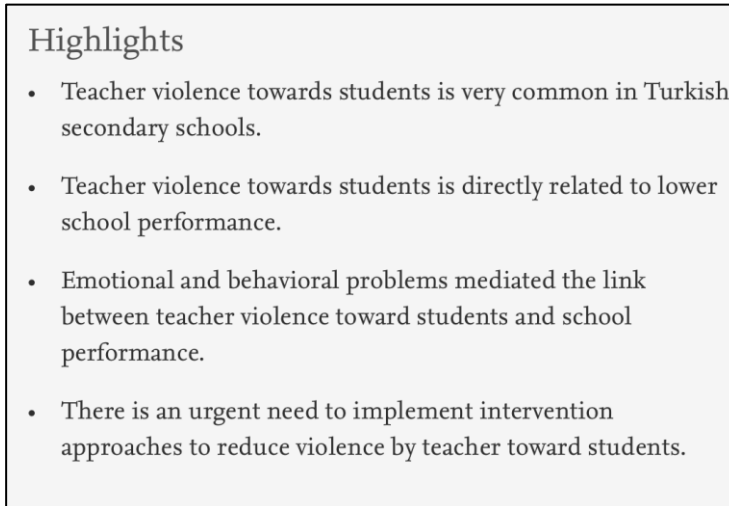 Highlights
• Teacher violence towards students is very common in Turkish
secondary schools.
• Teacher violence towards students is directly related to lower
school performance.
• Emotional and behavioral problems mediated the link
between teacher violence toward students and school
performance.
• There is an urgent need to implement intervention
approaches to reduce violence by teacher toward students.